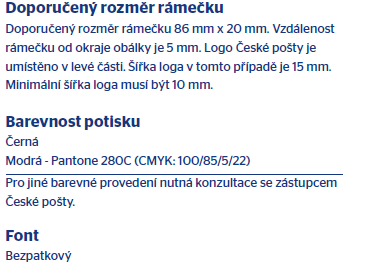 Doporučený rozměr rámečku
Doporučený rozměr rámečku 86 mm x 20 mm. Vzdálenost
rámečku od okraje obálky je 5 mm. Logo České pošty je
umístěno v levé části. Šířka loga v tomto případě je 15 mm.
Minimální šířka loga musí být 10 mm.
Barevnost potisku
Černá
Modrá - Pantone 280C (CMYK: 100/85/5/22)
Pro jiné barevné provedení nutná konzultace se zástupcem
České pošty.
Font
Bezpatkový